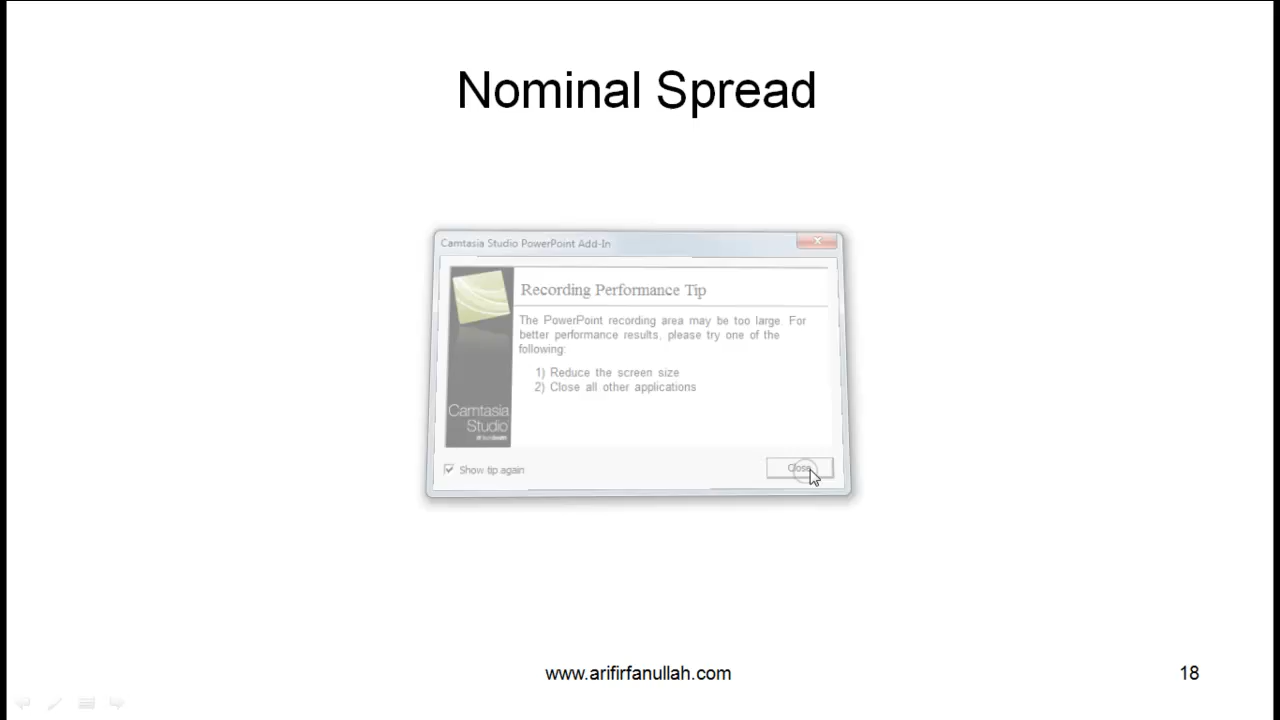 Nominal Spread
Camtasia Studio PowerPoint Add-In
Recording Performance Tip
The PowerPoint recording area may be too large. For
better performance results, please try one of the
following:
1) Reduce the screen size
2) Close all other applications
Camtasia
Studio
Show tip again
Close
www.arifirfanullah.com
18